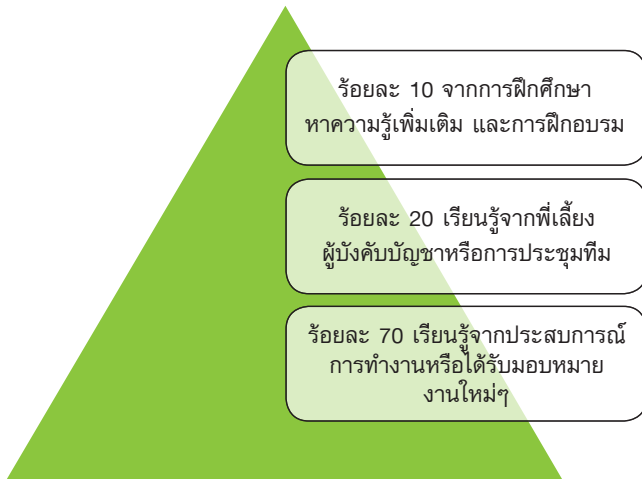 ร้อยละ 10 จากการฝึกศึกษา
หาความรู้เพิ่มเติม และการฝึกอบรม
ร้อยละ 20 เรียนรู้จากพี่เลี้ยง
ผู้บังคับบัญชาหรือการประชุมทีม
ร้อยละ 70 เรียนรู้จากประสบการณ์
การทำงานหรือได้รับมอบหมาย
งานใหม่ๆ